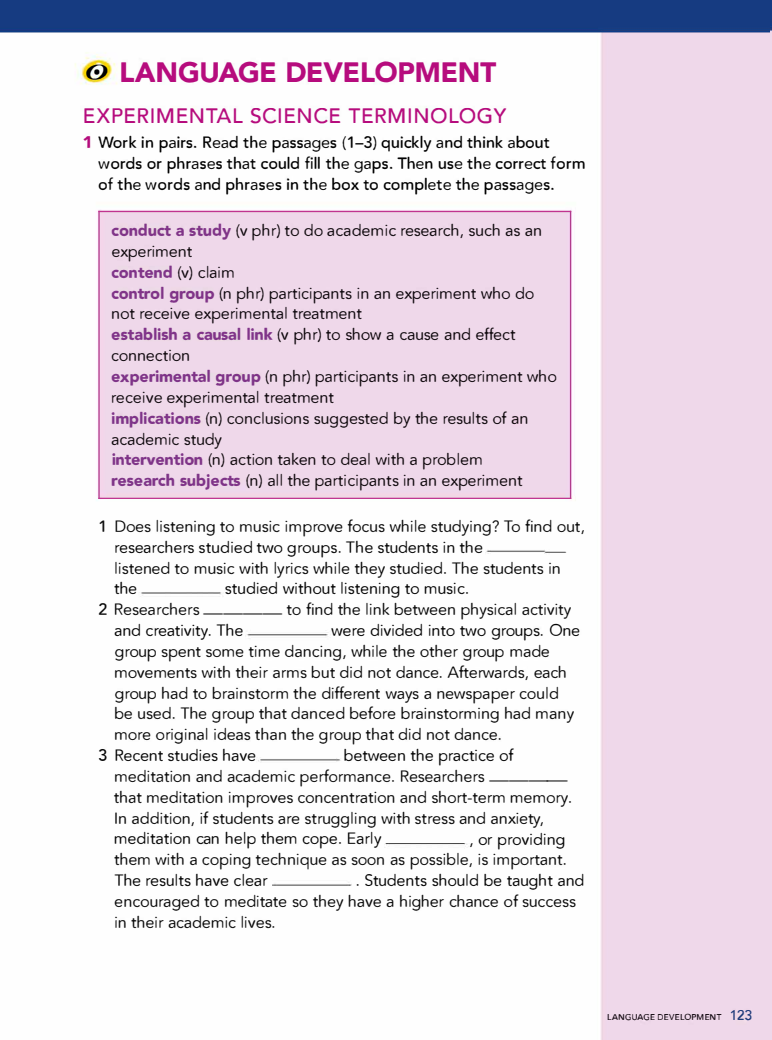 LANGUAGE DEVELOPMENT
EXPERIMENTAL SCIENCE TERMINOLOGY
1 Work in pairs. Read the passages (1–3) quickly and think about
words or phrases that could fill the gaps. Then use the correct form
of the words and phrases in the box to complete the passages.
conduct a study (v phr) to do academic research, such as an
experiment
contend (v) claim
control group (n phr) participants in an experiment who do
not receive experimental treatment
establish a causal link (v phr) to show a cause and effect
connection
experimental group (n phr) participants in an experiment who
receive experimental treatment
implications (n) conclusions suggested by the results of an
academic study
intervention (n) action taken to deal with a problem
research subjects (n) all the participants in an experiment
1 Does listening to music improve focus while studying? To find out,
researchers studied two groups. The students in the __________
listened to music with lyrics while they studied. The students in
the __________ studied without listening to music.
2 Researchers __________ to find the link between physical activity
and creativity. The __________ were divided into two groups. One
group spent some time dancing, while the other group made
movements with their arms but did not dance. Afterwards, each
group had to brainstorm the different ways a newspaper could
be used. The group that danced before brainstorming had many
more original ideas than the group that did not dance.
3 Recent studies have __________ between the practice of
meditation and academic performance. Researchers __________
that meditation improves concentration and short-term memory.
In addition, if students are struggling with stress and anxiety,
meditation can help them cope. Early __________ , or providing
them with a coping technique as soon as possible, is important.
The results have clear __________ . Students should be taught and
encouraged to meditate so they have a higher chance of success
in their academic lives.
LANGUAGE DEVELOPMENT 123